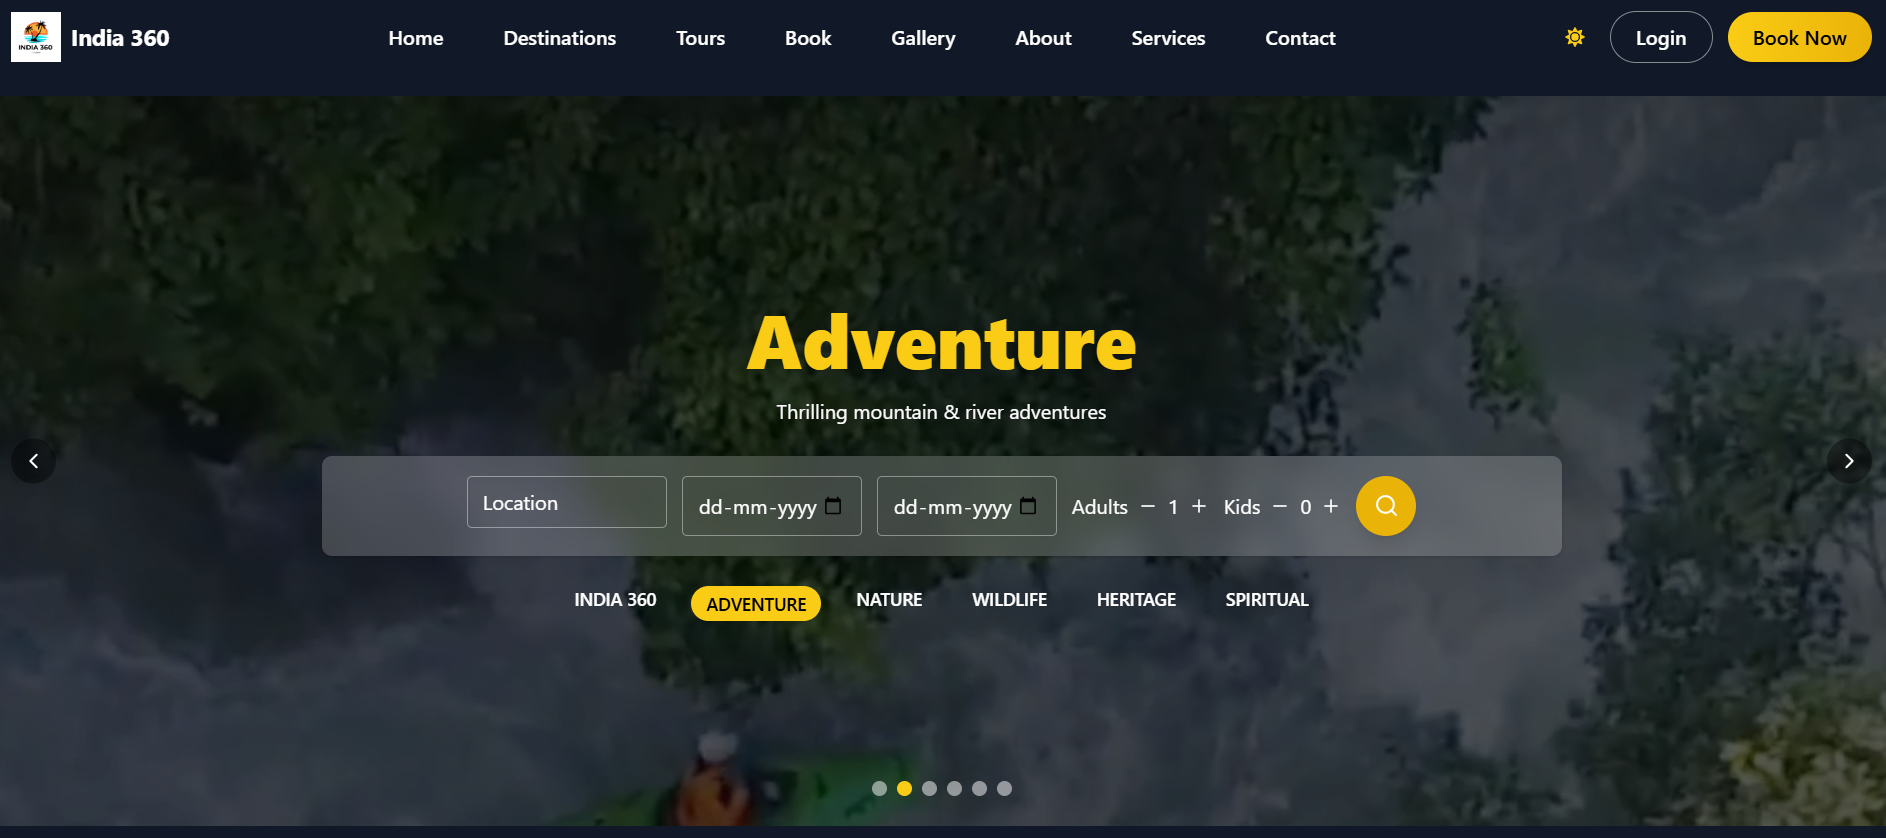 INDIA 360
India 360
Home Destinations Tours Book Gallery About Services Contact
Login
Book Now
Adventure
Thrilling mountain & river adventures
Location dd-mm-yyyy dd-mm-yyyy Adults − 1 + Kids − 0 +
INDIA 360 ADVENTURE NATURE WILDLIFE HERITAGE SPIRITUAL